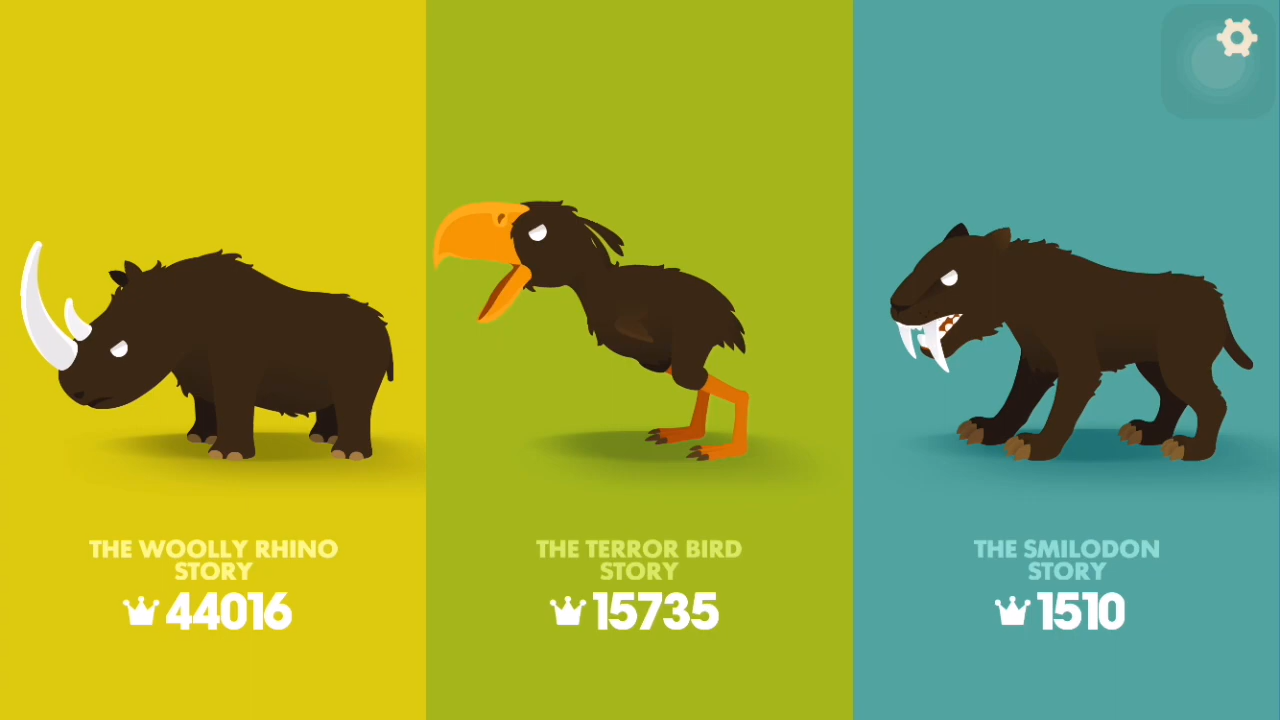 THE WOOLLY RHINO
STORY
44016
THE TERROR BIRD
STORY
15735
THE SMILODON
STORY
1510